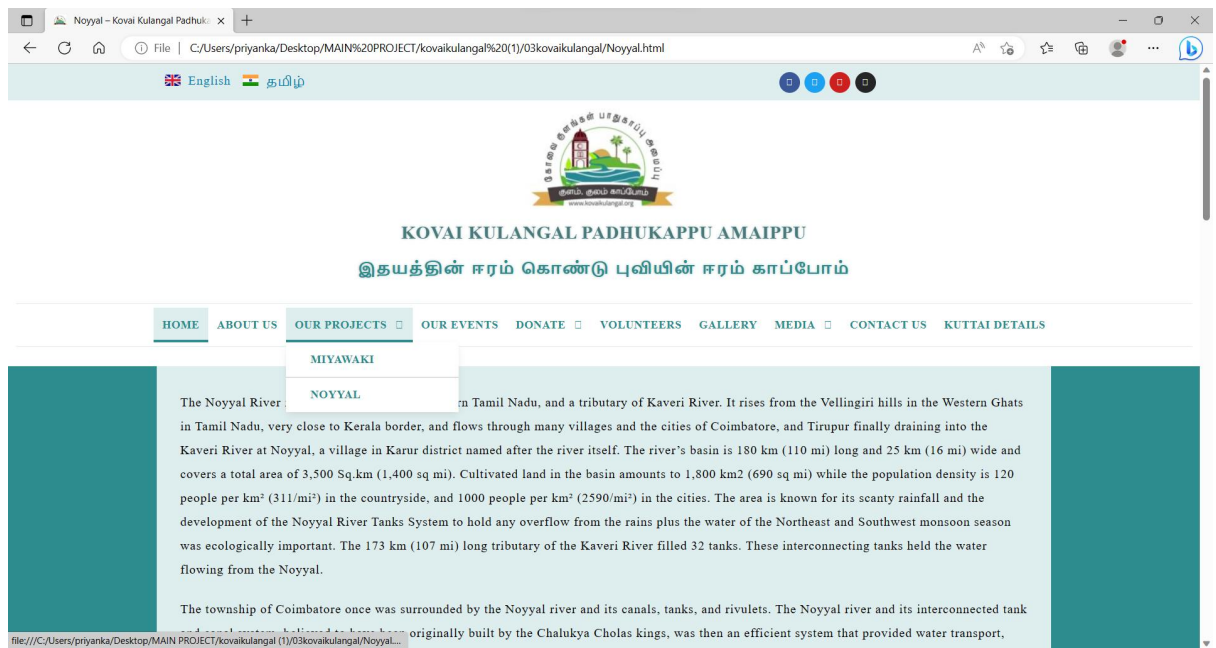 Noyyal – Kovai Kulangal Padhuk
File | C:/Users/priyanka/Desktop/MAIN%20PROJECT/kovaikulangal%20(1)/03kovaikulangal/Noyyal.html
English தமிழ்
கோவை குளங்கள் பாதுகாப்பு அமைப்பு
குளம், குலம் காப்போம்
www.kovaikulangal.org
KOVAI KULANGAL PADHUKAPPU AMAIPPU
இதயத்தின் ஈரம் கொண்டு புவியின் ஈரம் காப்போம்
HOME ABOUT US OUR PROJECTS OUR EVENTS DONATE VOLUNTEERS GALLERY MEDIA CONTACT US KUTTAI DETAILS
MIYAWAKI
NOYYAL
The Noyyal River rn Tamil Nadu, and a tributary of Kaveri River. It rises from the Vellingiri hills in the Western Ghats
in Tamil Nadu, very close to Kerala border, and flows through many villages and the cities of Coimbatore, and Tirupur finally draining into the
Kaveri River at Noyyal, a village in Karur district named after the river itself. The river's basin is 180 km (110 mi) long and 25 km (16 mi) wide and
covers a total area of 3,500 Sq.km (1,400 sq mi). Cultivated land in the basin amounts to 1,800 km2 (690 sq mi) while the population density is 120
people per km² (311/mi²) in the countryside, and 1000 people per km² (2590/mi²) in the cities. The area is known for its scanty rainfall and the
development of the Noyyal River Tanks System to hold any overflow from the rains plus the water of the Northeast and Southwest monsoon season
was ecologically important. The 173 km (107 mi) long tributary of the Kaveri River filled 32 tanks. These interconnecting tanks held the water
flowing from the Noyyal.
The township of Coimbatore once was surrounded by the Noyyal river and its canals, tanks, and rivulets. The Noyyal river and its interconnected tank
originally built by the Chalukya Cholas kings, was then an efficient system that provided water transport,
file:///C:/Users/priyanka/Desktop/MAIN PROJECT/kovaikulangal (1)/03kovaikulangal/Noyyal....